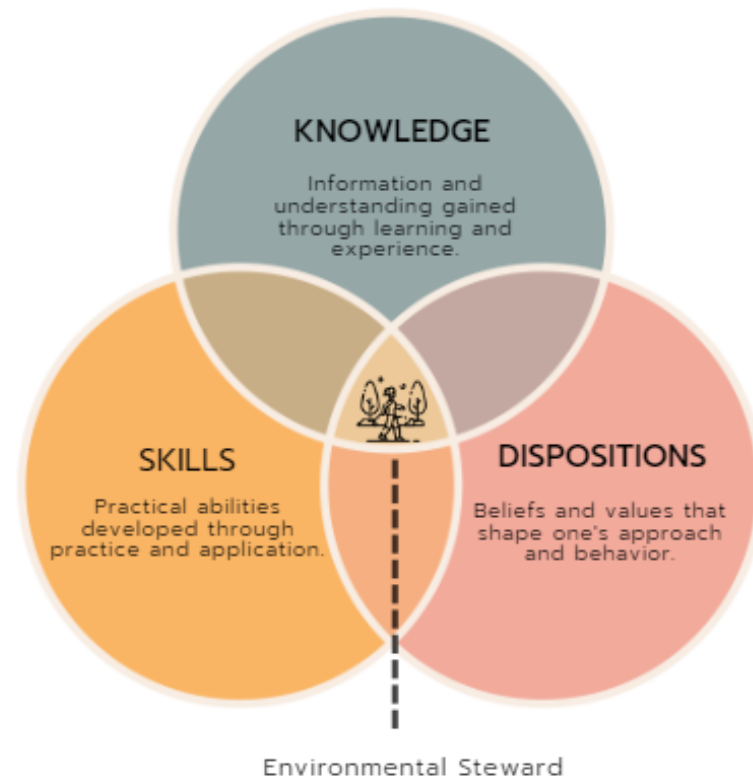 KNOWLEDGE
Information and
understanding gained
through learning and
experience.
SKILLS
Practical abilities
developed through
practice and application.
DISPOSITIONS
Beliefs and values that
shape one's approach
and behavior.
Environmental Steward